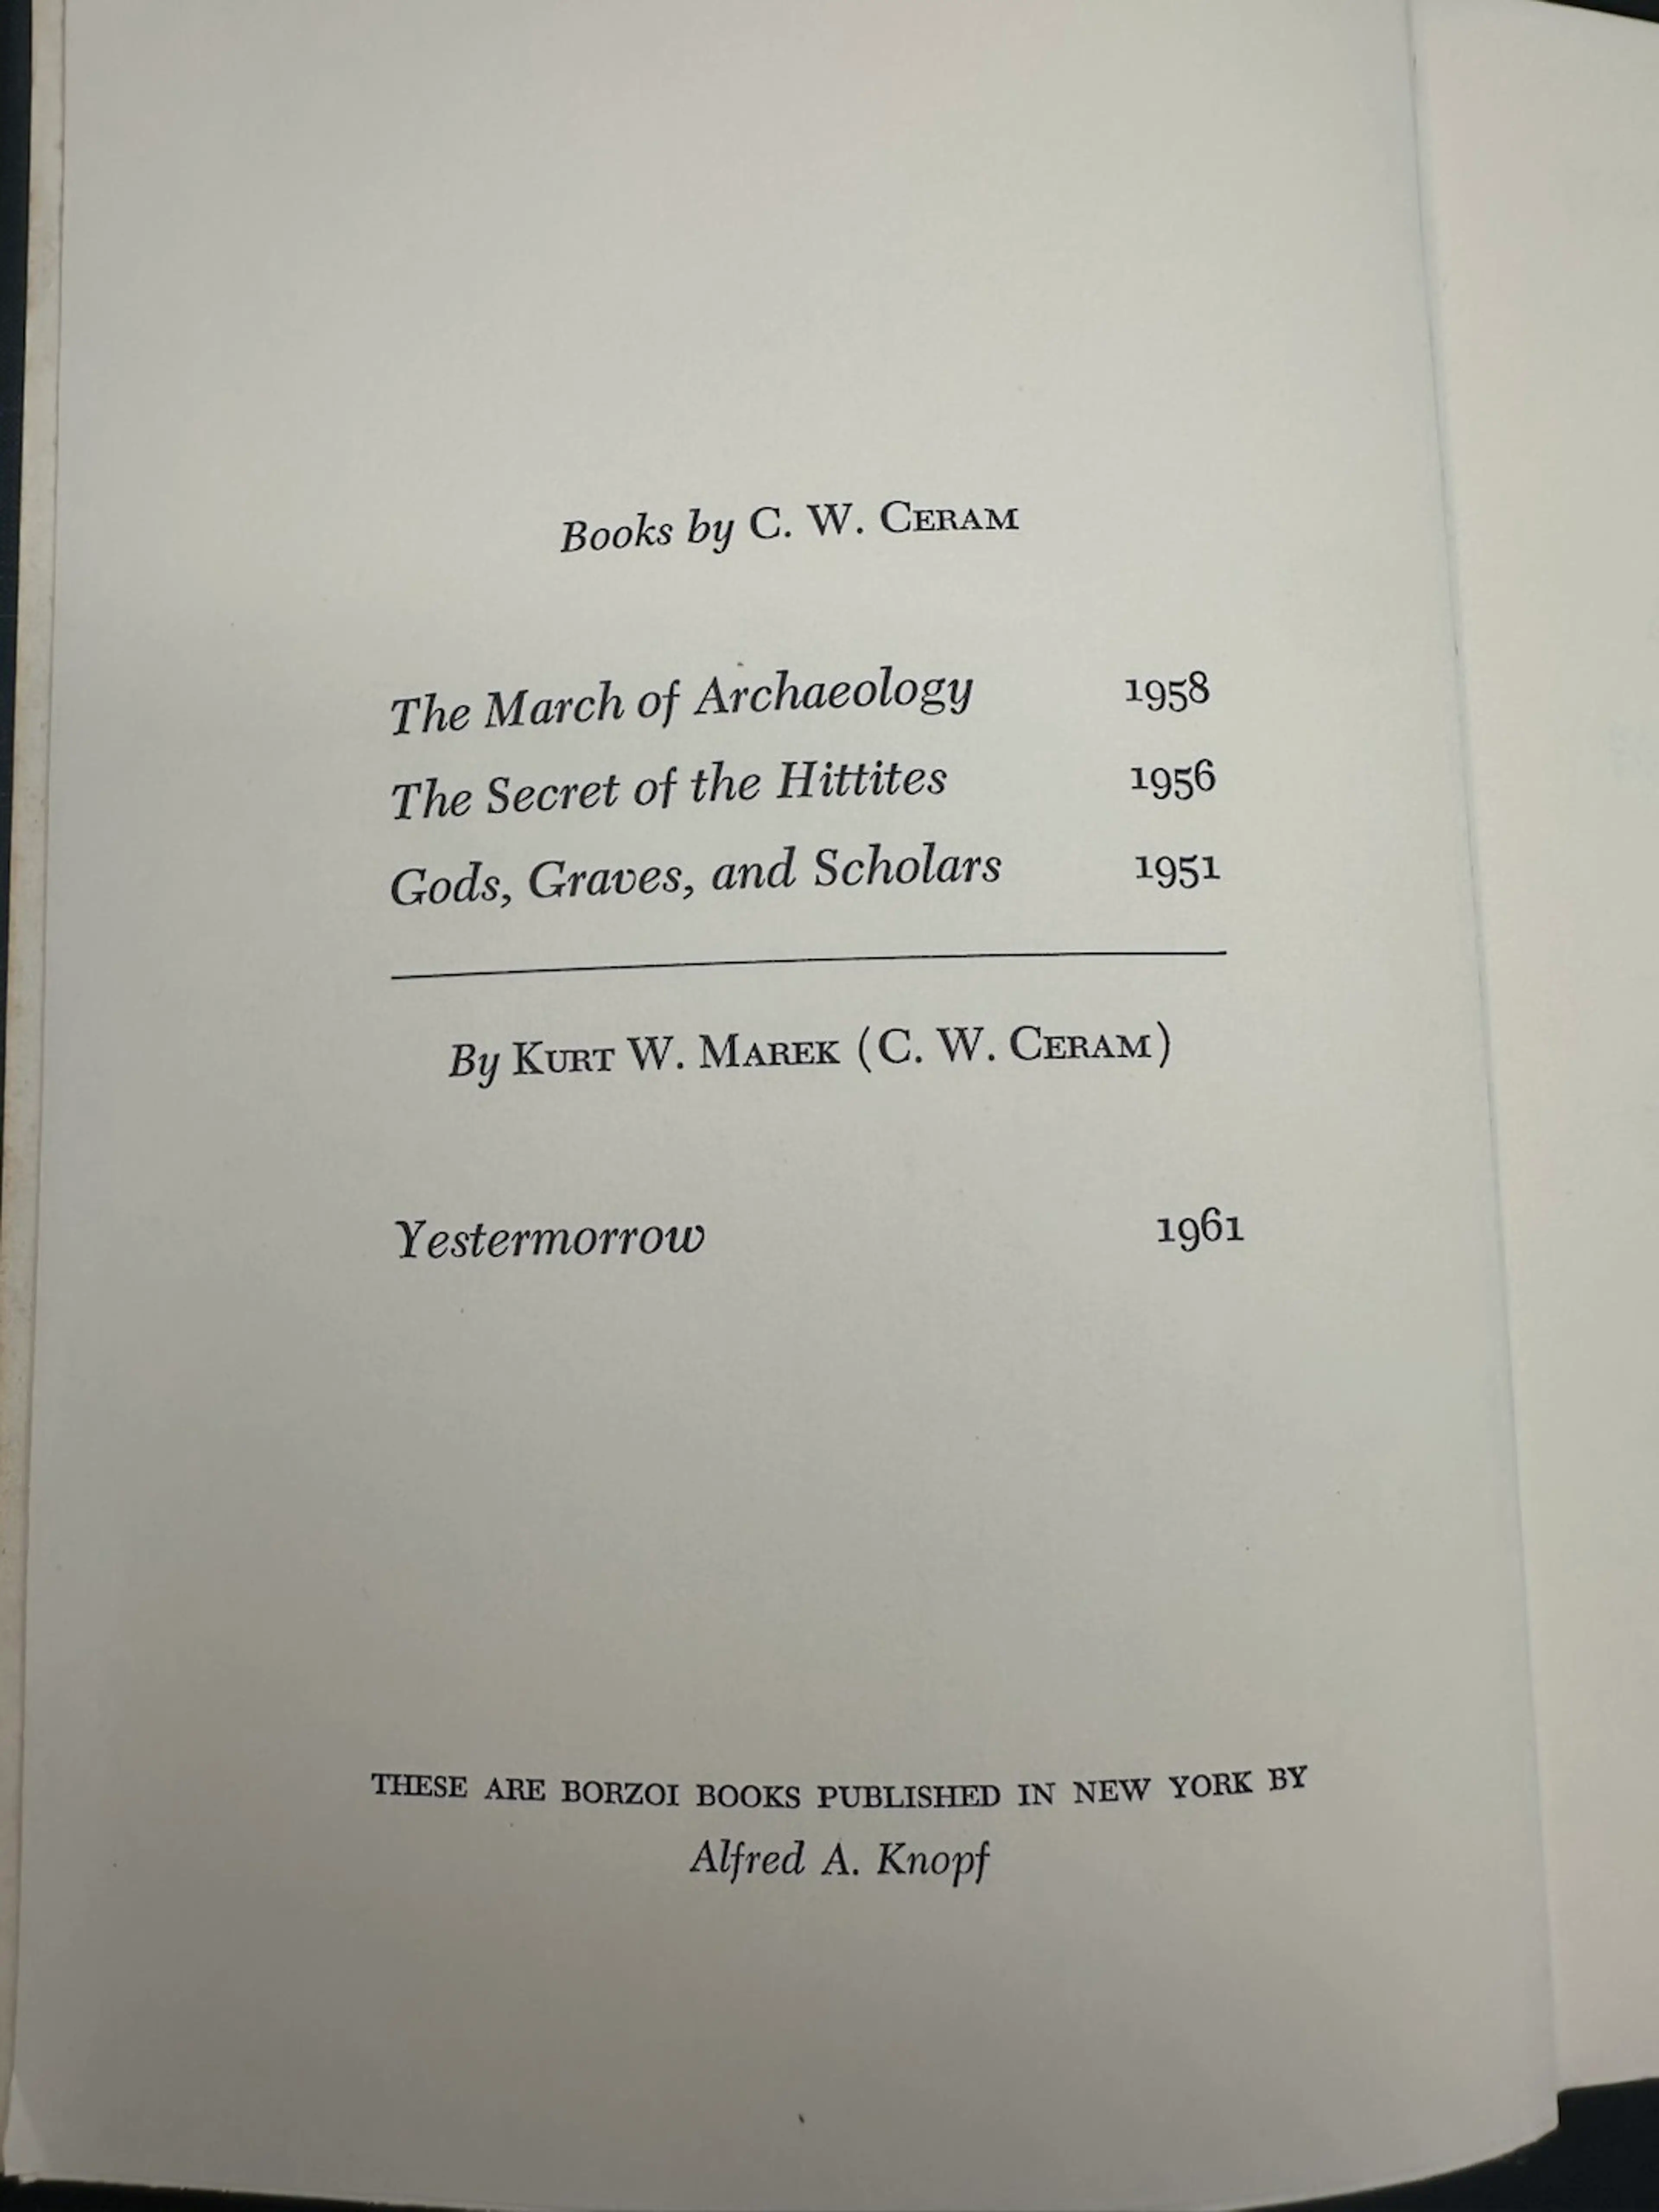 Books by C. W. CERAM
The March of Archaeology 1958
The Secret of the Hittites 1956
Gods, Graves, and Scholars 1951
By KURT W. MAREK (C. W. CERAM)
Yestermorrow 1961
THESE ARE BORZOI BOOKS PUBLISHED IN NEW YORK BY
Alfred A. Knopf